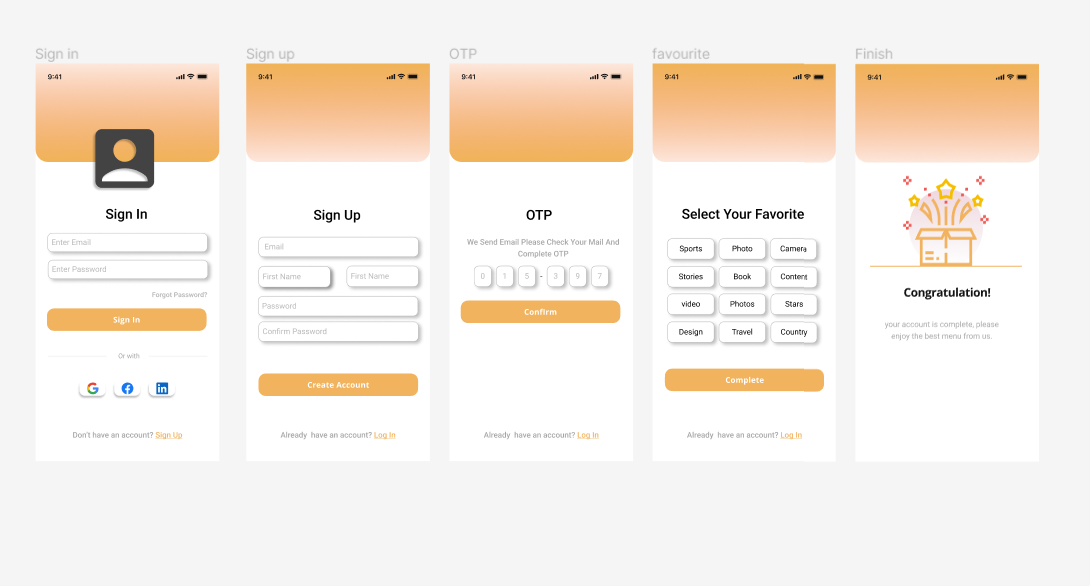 Sign in
9:41
Sign In
Enter Email
Enter Password
Forgot Password?
Sign In
Or with
Don't have an account? Sign Up
Sign up
9:41
Sign Up
Email
First Name
First Name
Password
Confirm Password
Create Account
Already have an account? Log In
OTP
9:41
OTP
We Send Email Please Check Your Mail And
Complete OTP
0 1 5 - 3 9 7
Confirm
Already have an account? Log In
favourite
9:41
Select Your Favorite
Sports Photo Camera
Stories Book Content
video Photos Stars
Design Travel Country
Complete
Already have an account? Log In
Finish
9:41
Congratulation!
your account is complete, please
enjoy the best menu from us.